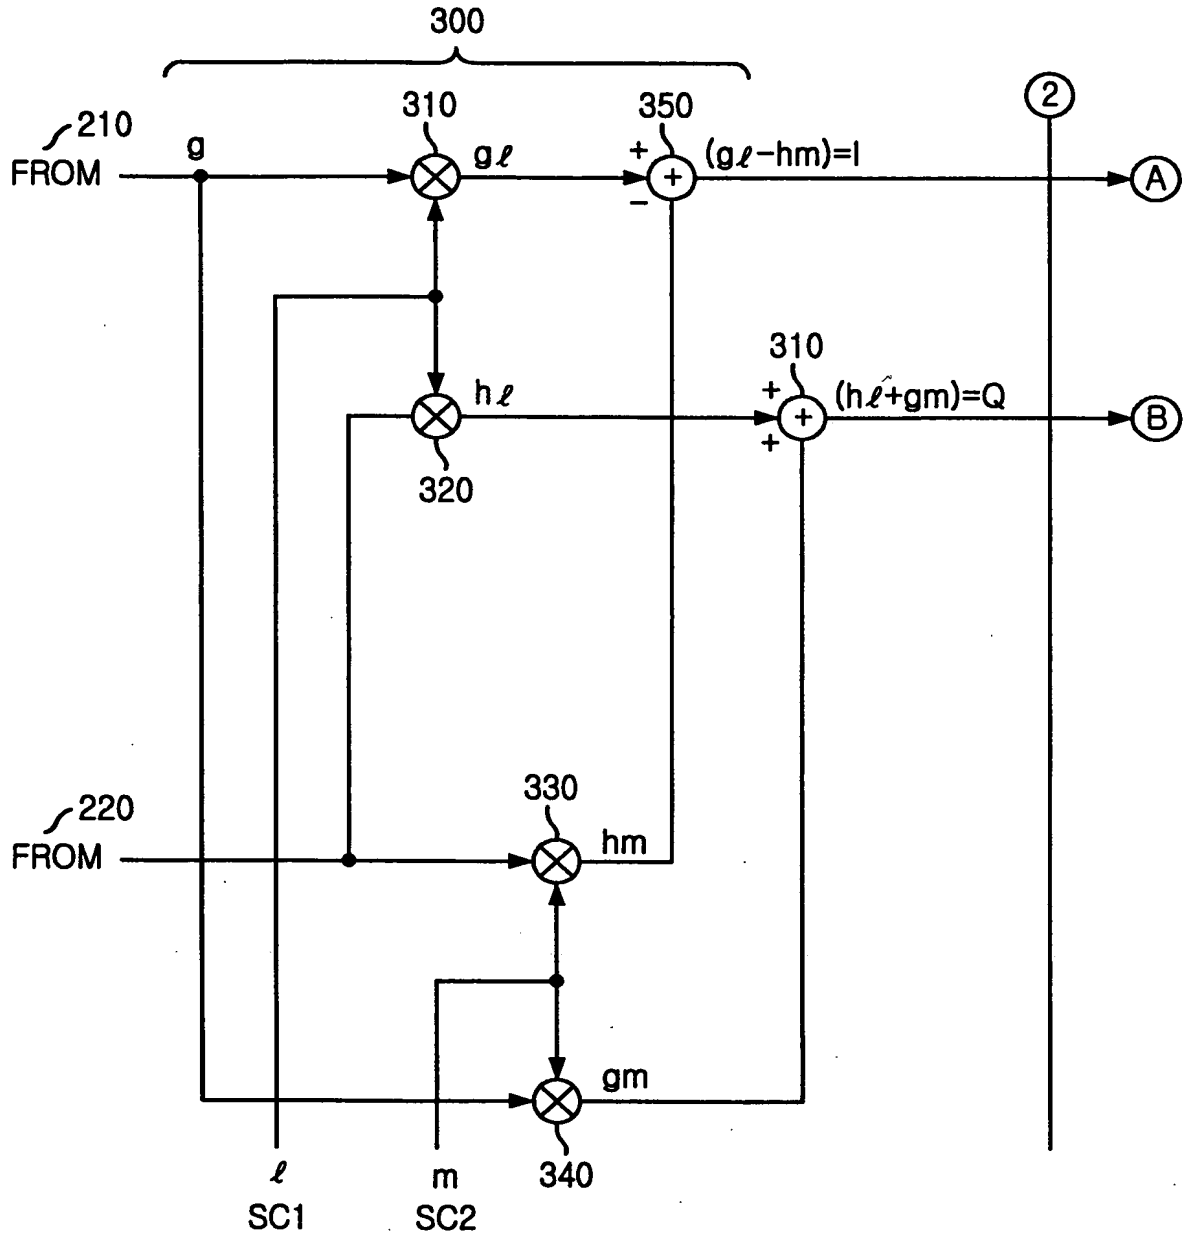 300
310
350
2
210
g
gℓ
+
(gℓ-hm)=I
FROM
+
A
−
310
hℓ
+
(hℓ+gm)=Q
+
B
+
320
330
220
hm
FROM
gm
340
ℓ
m
SC1
SC2